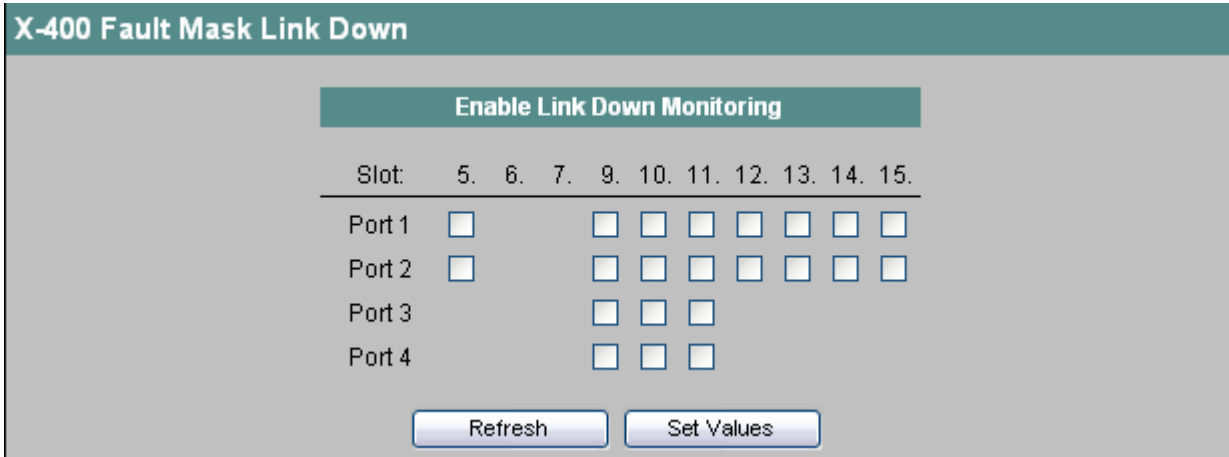 X-400 Fault Mask Link Down
Enable Link Down Monitoring
Slot: 5. 6. 7. 9. 10. 11. 12. 13. 14. 15.
Port 1
Port 2
Port 3
Port 4
Refresh Set Values